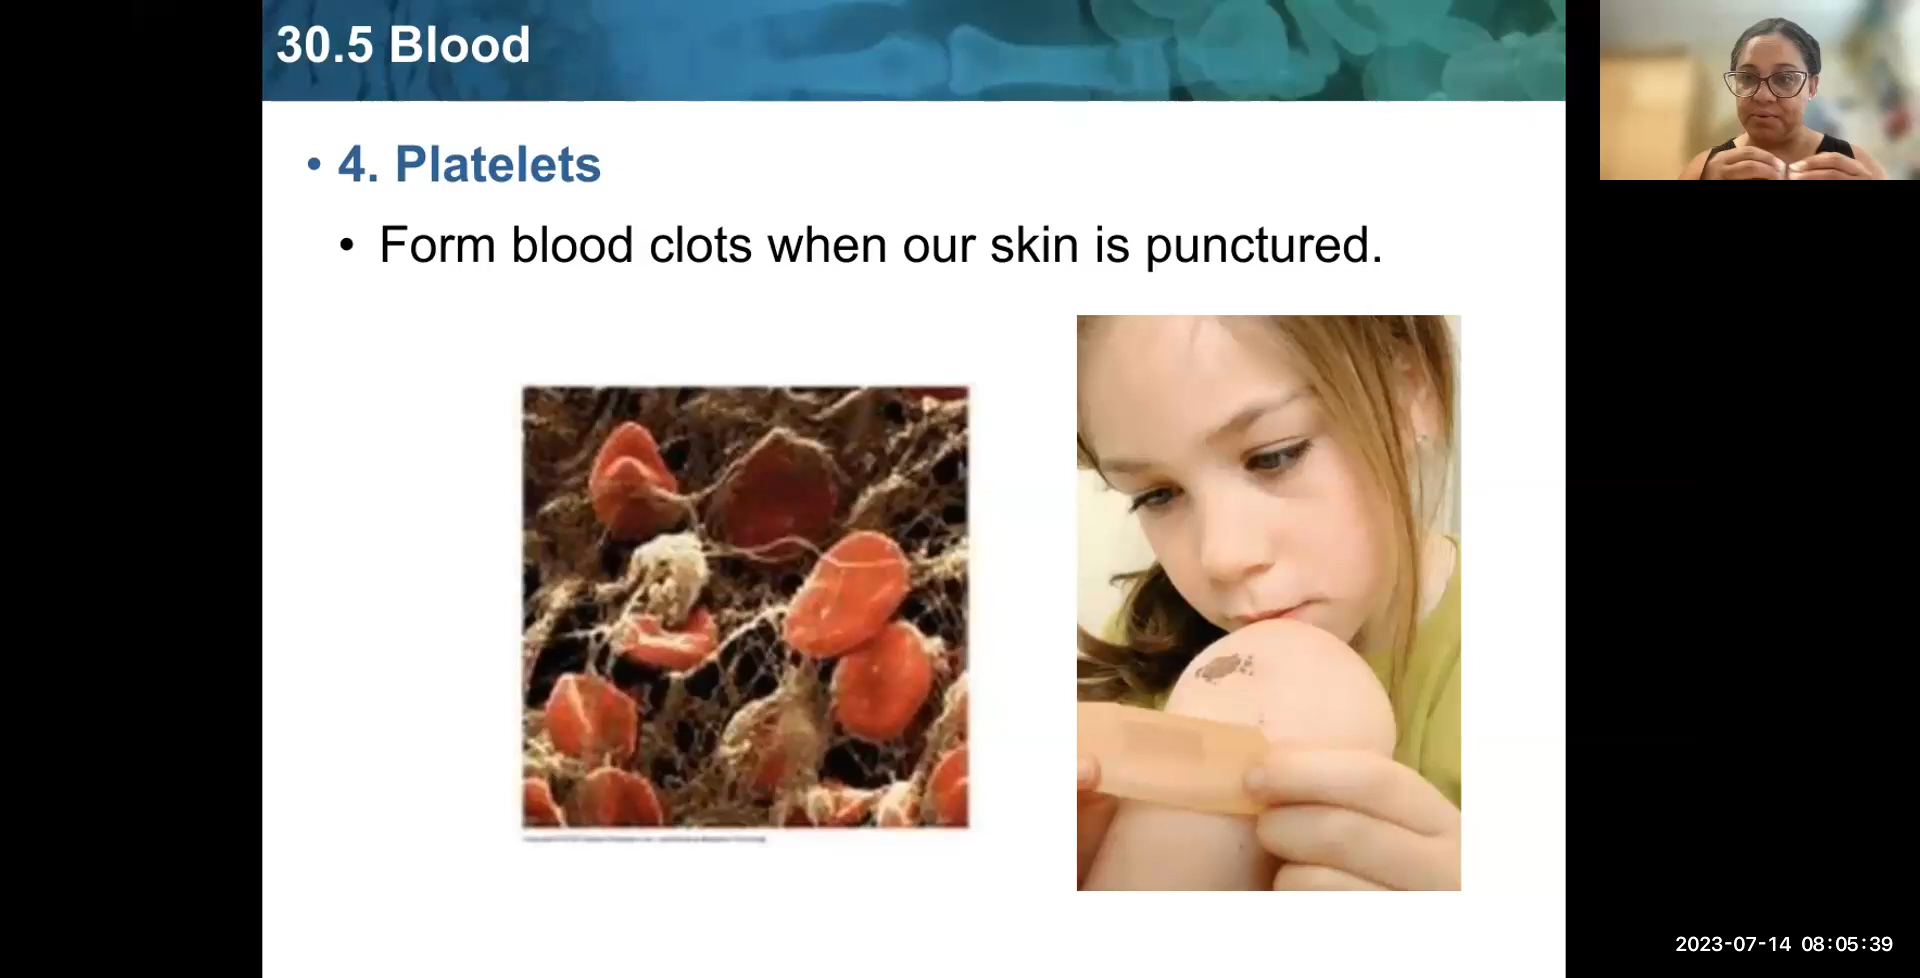 30.5 Blood
• 4. Platelets
• Form blood clots when our skin is punctured.
2023-07-14 08:05:39